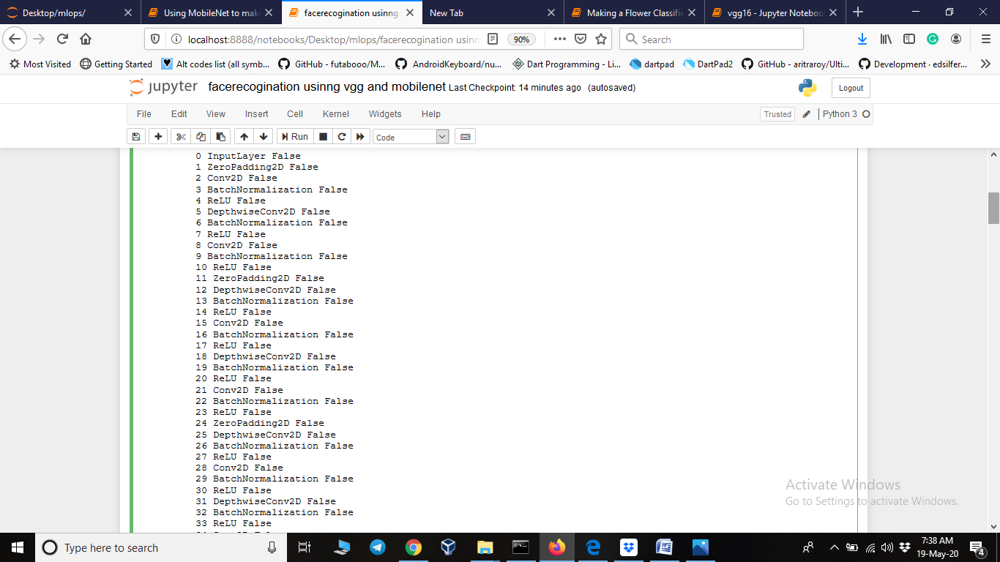 Desktop/mlops/
Using MobileNet to mak
facerecogination usinng
New Tab
Making a Flower Classifi
vgg16 - Jupyter Noteboo
localhost:8888/notebooks/Desktop/mlops/facerecogination usinn
90%
Search
Most Visited
Getting Started
Alt codes list (all symb...
GitHub - futabooo/M...
AndroidKeyboard/nu...
Dart Programming - Li...
dartpad
DartPad2
GitHub - aritraroy/Ulti...
Development · edsilfer...
jupyter facerecogination usinng vgg and mobilenet Last Checkpoint: 14 minutes ago (autosaved)
Logout
File Edit View Insert Cell Kernel Widgets Help
Trusted
Python 3
Run
Code
0 InputLayer False
1 ZeroPadding2D False
2 Conv2D False
3 BatchNormalization False
4 ReLU False
5 DepthwiseConv2D False
6 BatchNormalization False
7 ReLU False
8 Conv2D False
9 BatchNormalization False
10 ReLU False
11 ZeroPadding2D False
12 DepthwiseConv2D False
13 BatchNormalization False
14 ReLU False
15 Conv2D False
16 BatchNormalization False
17 ReLU False
18 DepthwiseConv2D False
19 BatchNormalization False
20 ReLU False
21 Conv2D False
22 BatchNormalization False
23 ReLU False
24 ZeroPadding2D False
25 DepthwiseConv2D False
26 BatchNormalization False
27 ReLU False
28 Conv2D False
29 BatchNormalization False
30 ReLU False
31 DepthwiseConv2D False
32 BatchNormalization False
33 ReLU False
Activate Windows
Go to Settings to activate Windows.
Type here to search
7:38 AM
19-May-20
4